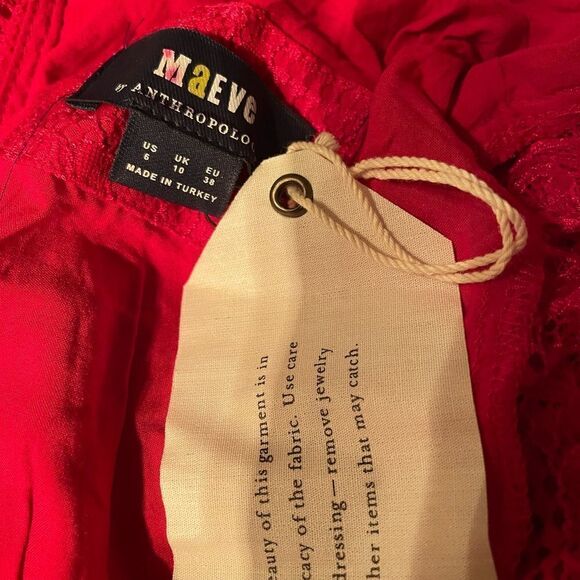 MaEVe
BY ANTHROPOLO
US UK EU
6 10 38
MADE IN TURKEY
eauty of this garment is in
cacy of the fabric. Use care
dressing—remove jewelry
her items that may catch.